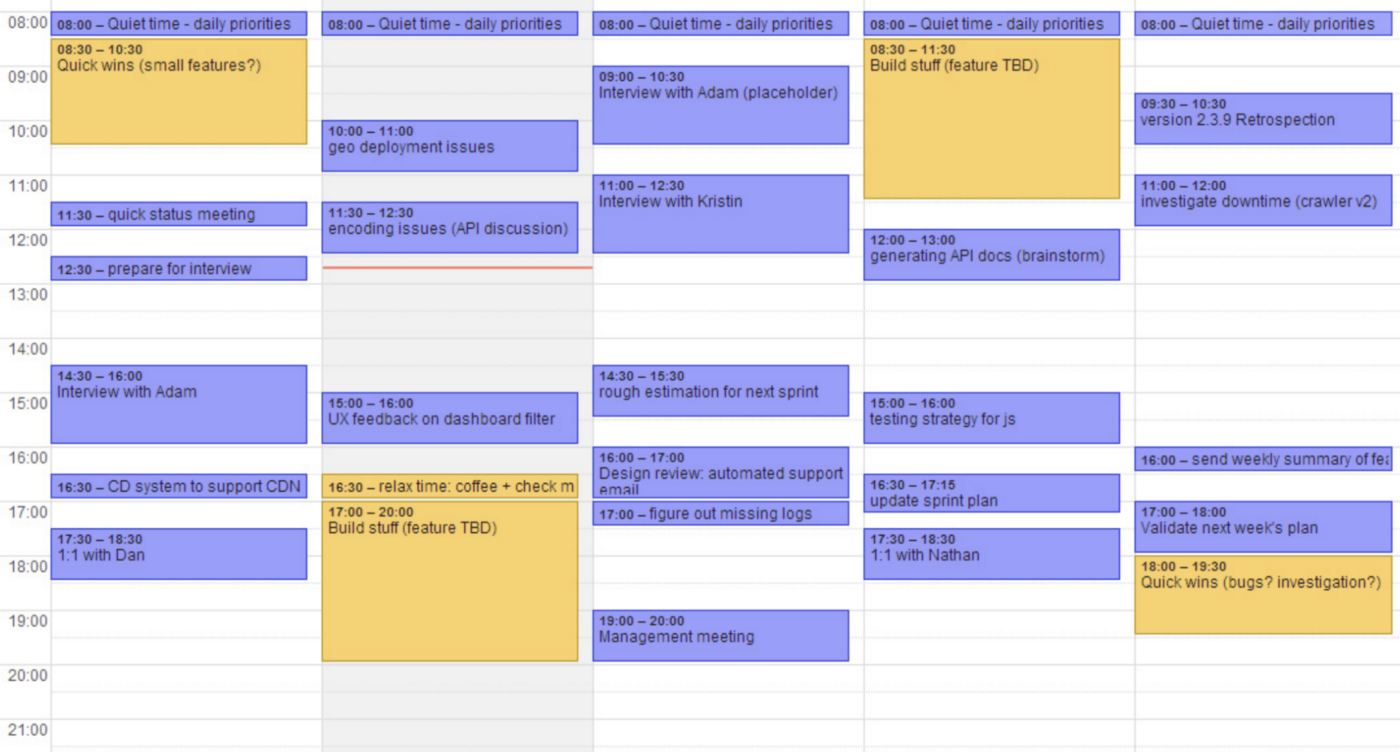 08:00
09:00
10:00
11:00
12:00
13:00
14:00
15:00
16:00
17:00
18:00
19:00
20:00
21:00
08:00 – Quiet time - daily priorities
08:30 – 10:30
Quick wins (small features?)
11:30 – quick status meeting
12:30 – prepare for interview
14:30 – 16:00
Interview with Adam
16:30 – CD system to support CDN
17:30 – 18:30
1:1 with Dan
08:00 – Quiet time - daily priorities
10:00 – 11:00
geo deployment issues
11:30 – 12:30
encoding issues (API discussion)
15:00 – 16:00
UX feedback on dashboard filter
16:30 – relax time: coffee + check m
17:00 – 20:00
Build stuff (feature TBD)
08:00 – Quiet time - daily priorities
09:00 – 10:30
Interview with Adam (placeholder)
11:00 – 12:30
Interview with Kristin
14:30 – 15:30
rough estimation for next sprint
16:00 – 17:00
Design review: automated support
email
17:00 – figure out missing logs
19:00 – 20:00
Management meeting
08:00 – Quiet time - daily priorities
08:30 – 11:30
Build stuff (feature TBD)
12:00 – 13:00
generating API docs (brainstorm)
15:00 – 16:00
testing strategy for js
16:30 – 17:15
update sprint plan
17:30 – 18:30
1:1 with Nathan
08:00 – Quiet time - daily priorities
09:30 – 10:30
version 2.3.9 Retrospection
11:00 – 12:00
investigate downtime (crawler v2)
16:00 – send weekly summary of fea
17:00 – 18:00
Validate next week's plan
18:00 – 19:30
Quick wins (bugs? investigation?)